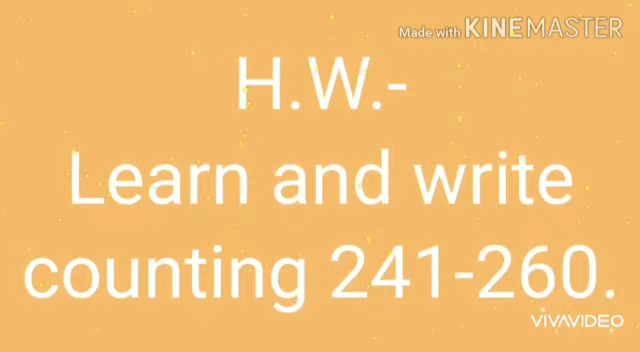 Made with KINEMASTER
H.W.-
Learn and write
counting 241-260.
VIVAVIDEO